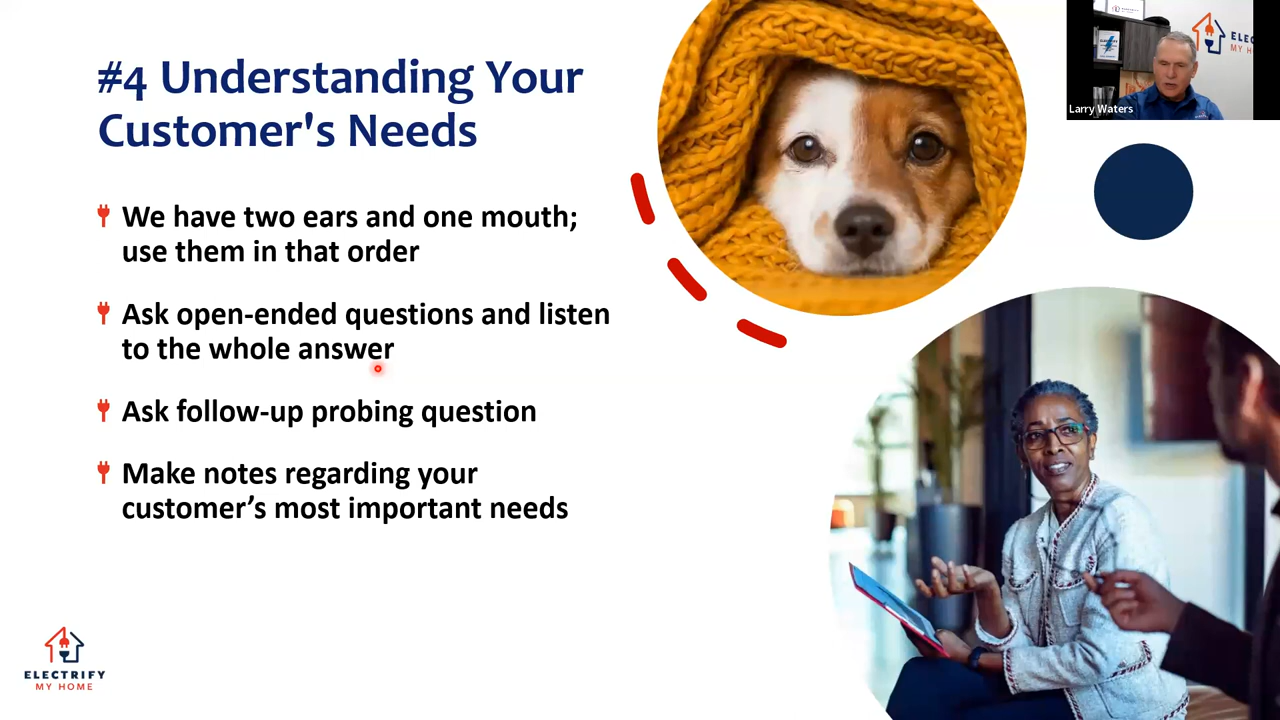 #4 Understanding Your
Customer's Needs
We have two ears and one mouth;
use them in that order
Ask open-ended questions and listen
to the whole answer
Ask follow-up probing question
Make notes regarding your
customer’s most important needs
ELECTRIFY
MY HOME
Larry Waters
ELEC
MY H